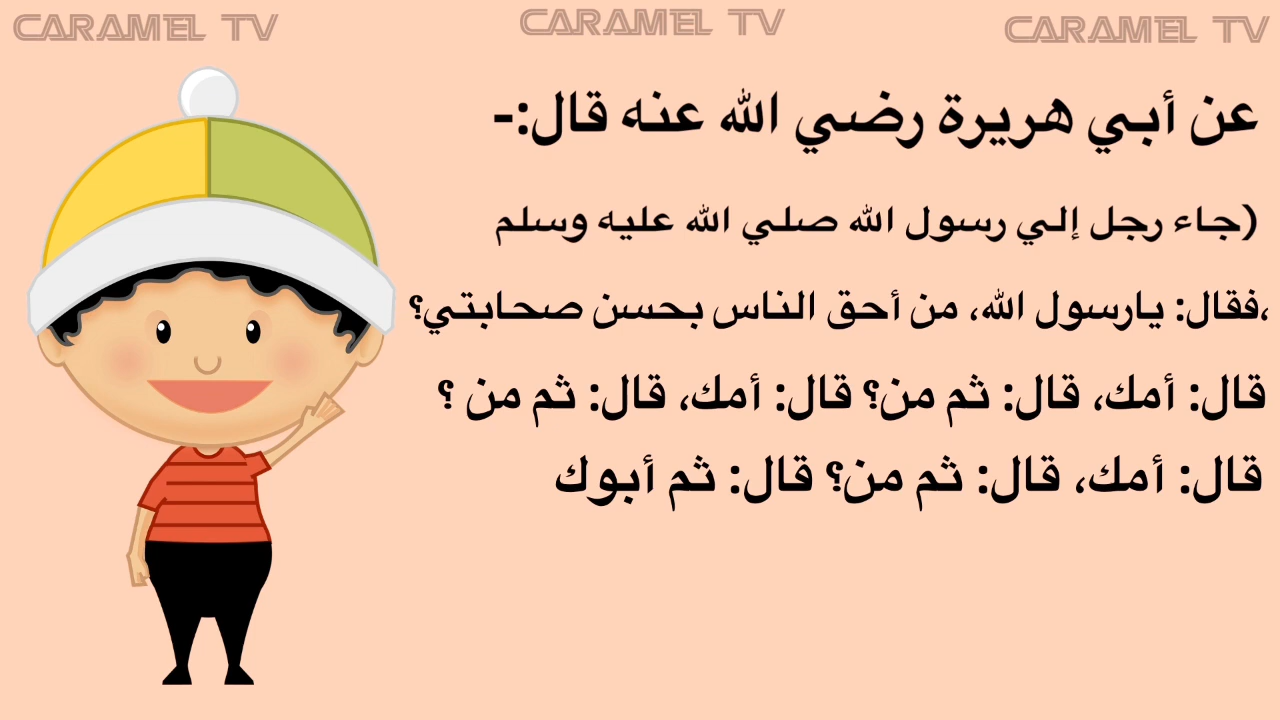 CARAMEL TV CARAMEL TV CARAMEL TV
عن أبي هريرة رضي الله عنه قال:-
(جاء رجل إلي رسول الله صلي الله عليه وسلم
،فقال: يارسول الله، من أحق الناس بحسن صحابتي؟
قال: أمك، قال: ثم من؟ قال: أمك، قال: ثم من ؟
قال: أمك، قال: ثم من؟ قال: ثم أبوك